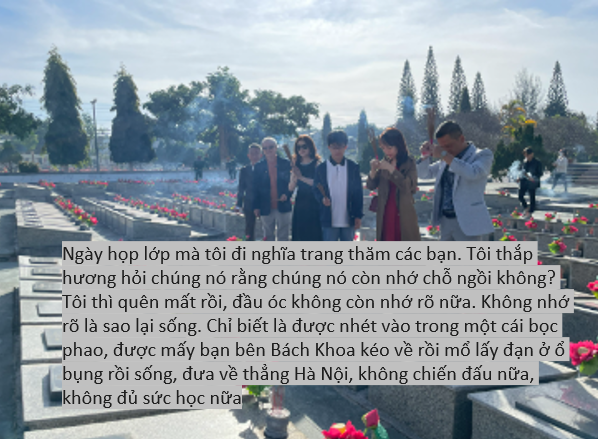 Ngày họp lớp mà tôi đi nghĩa trang thăm các bạn. Tôi thắp
hương hỏi chúng nó rằng chúng nó còn nhớ chỗ ngồi không?
Tôi thì quên mất rồi, đầu óc không còn nhớ rõ nữa. Không nhớ
rõ là sao lại sống. Chỉ biết là được nhét vào trong một cái bọc
phao, được mấy bạn bên Bách Khoa kéo về rồi mổ lấy đạn ở ổ
bụng rồi sống, đưa về thẳng Hà Nội, không chiến đấu nữa,
không đủ sức học nữa